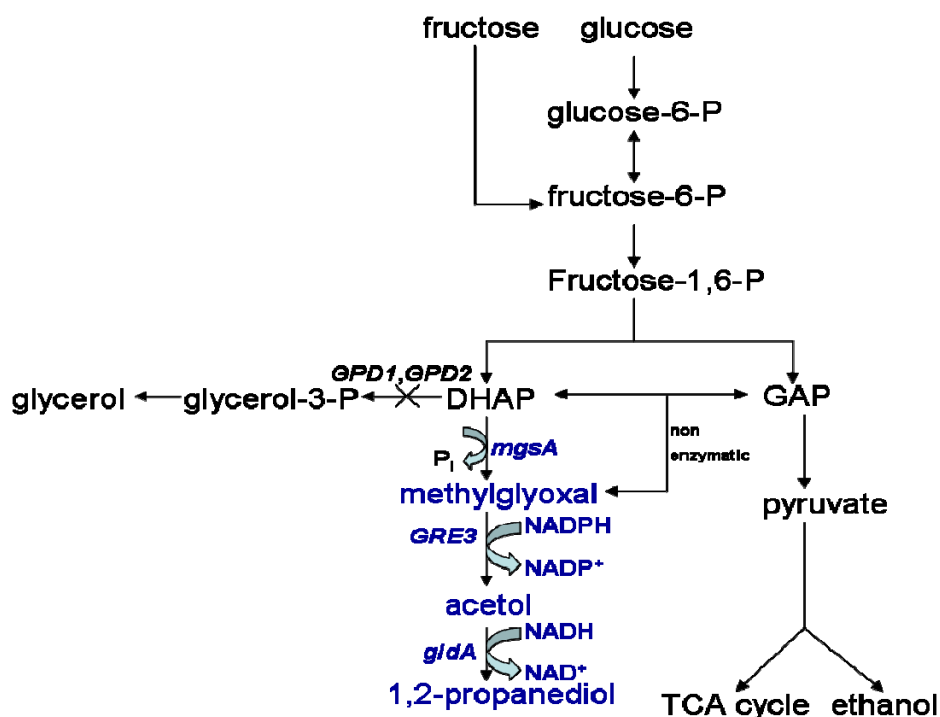 fructose glucose
glucose-6-P
fructose-6-P
Fructose-1,6-P
GPD1,GPD2
glycerol glycerol-3-P DHAP GAP
non
enzymatic
Pi mgsA
methylglyoxal
pyruvate
GRE3 NADPH
NADP+
acetol
gldA NADH
NAD+
1,2-propanediol
TCA cycle ethanol